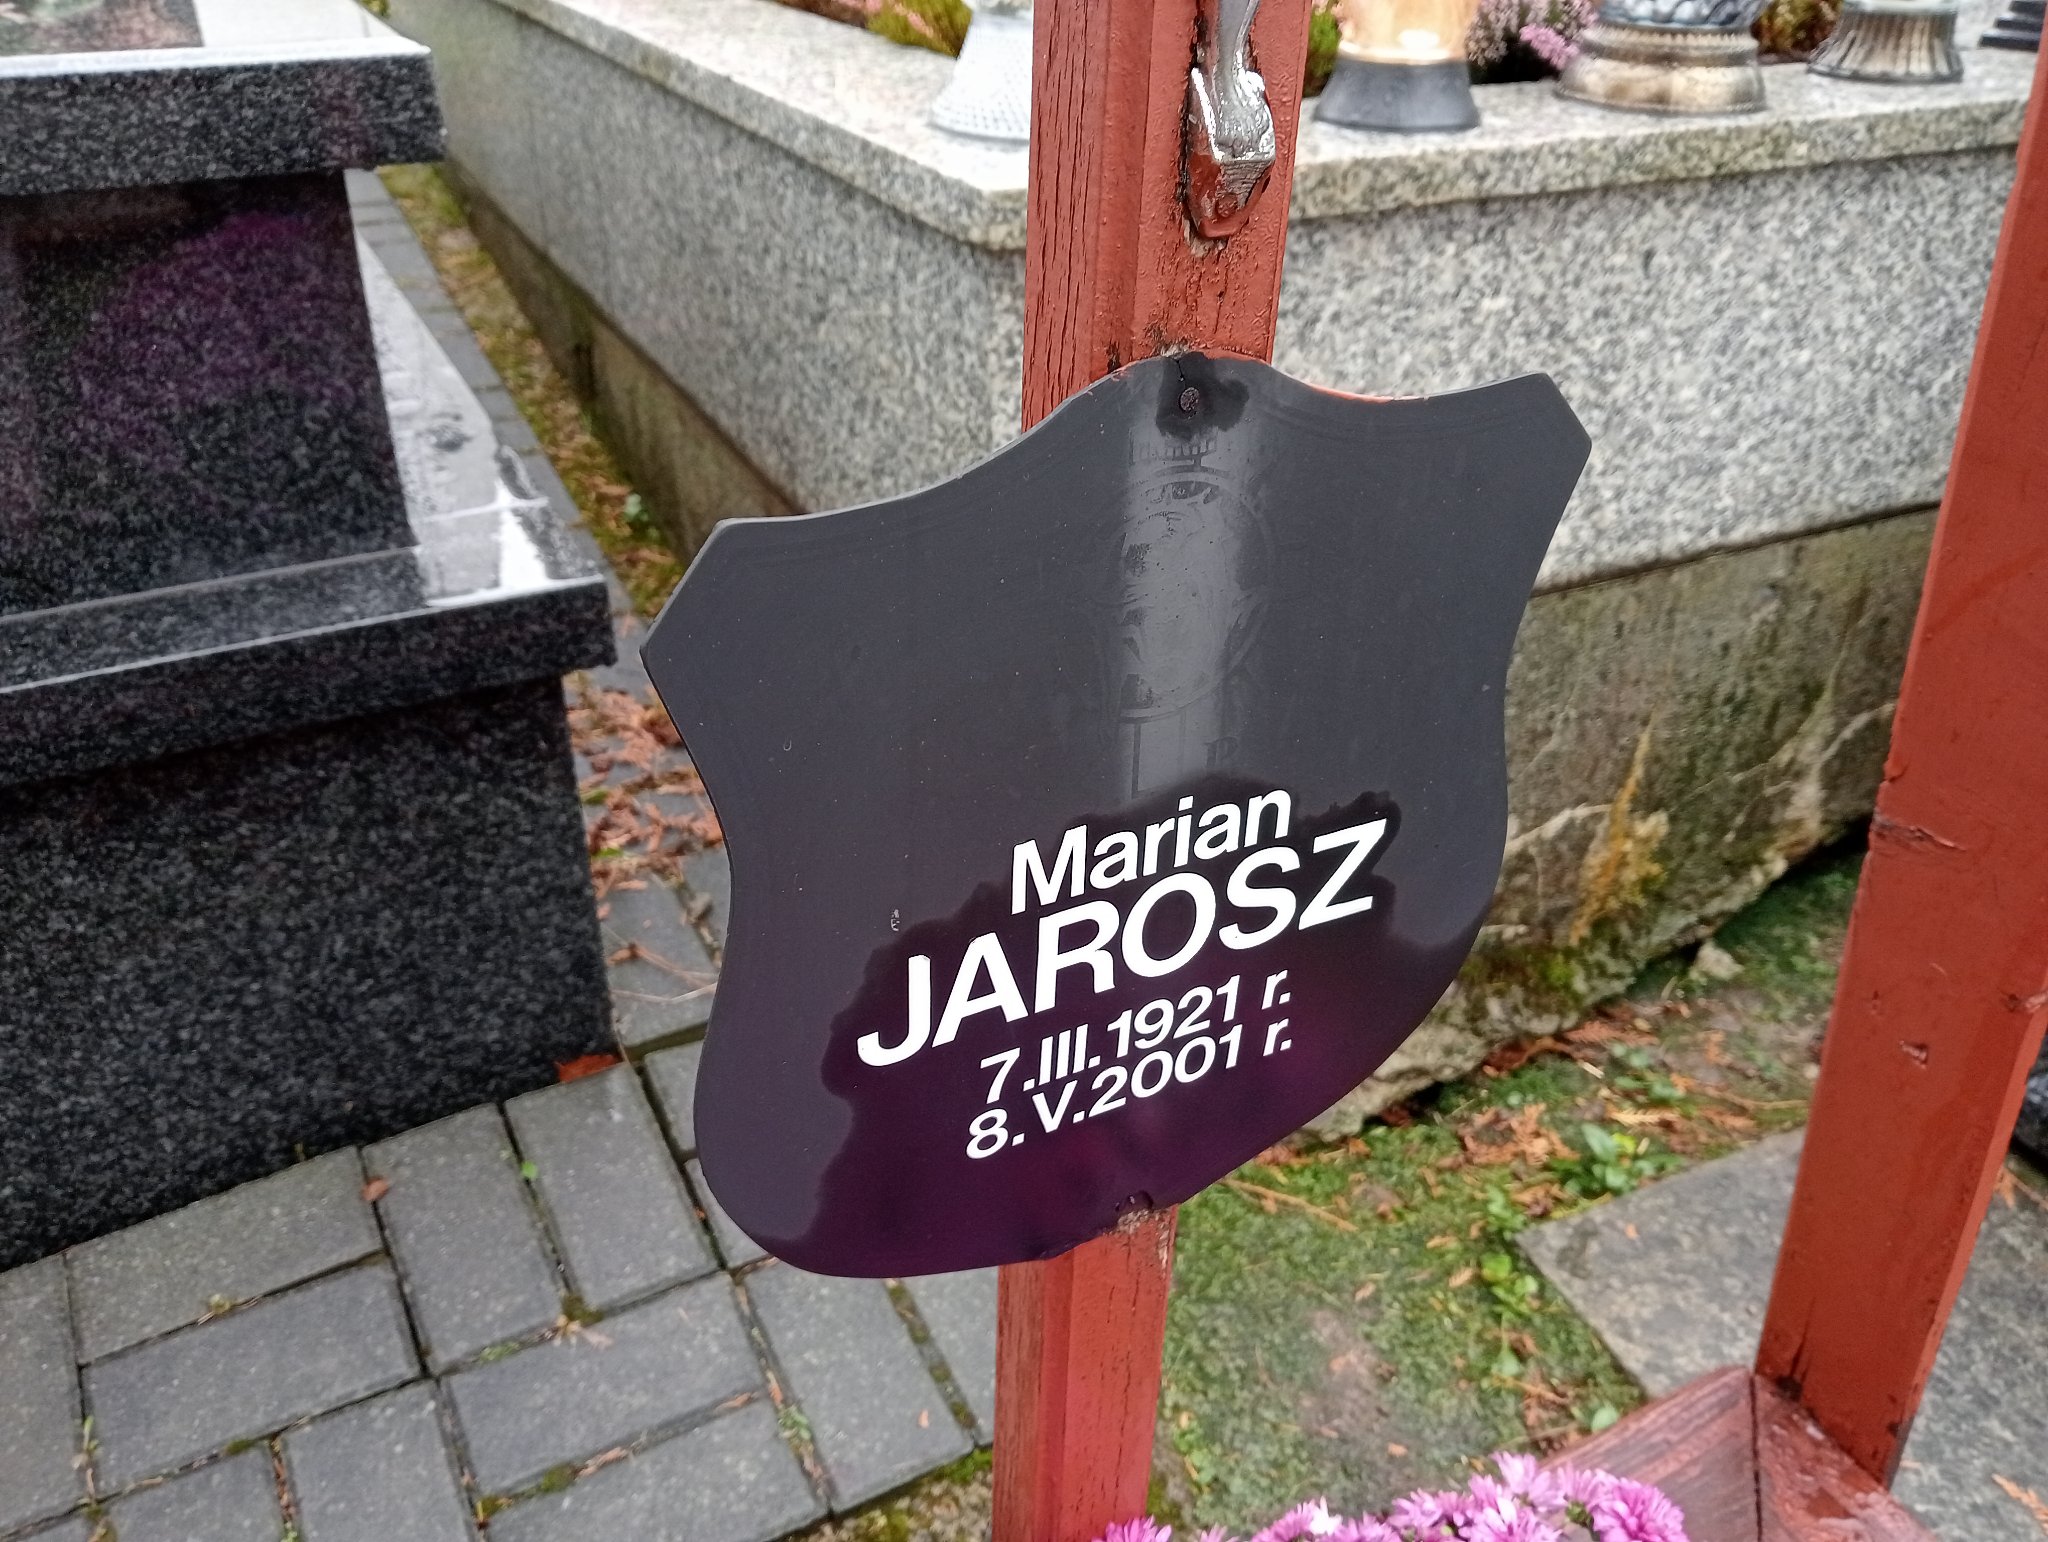 Marian
JAROSZ
7.III.1921 r.
8.V.2001 r.